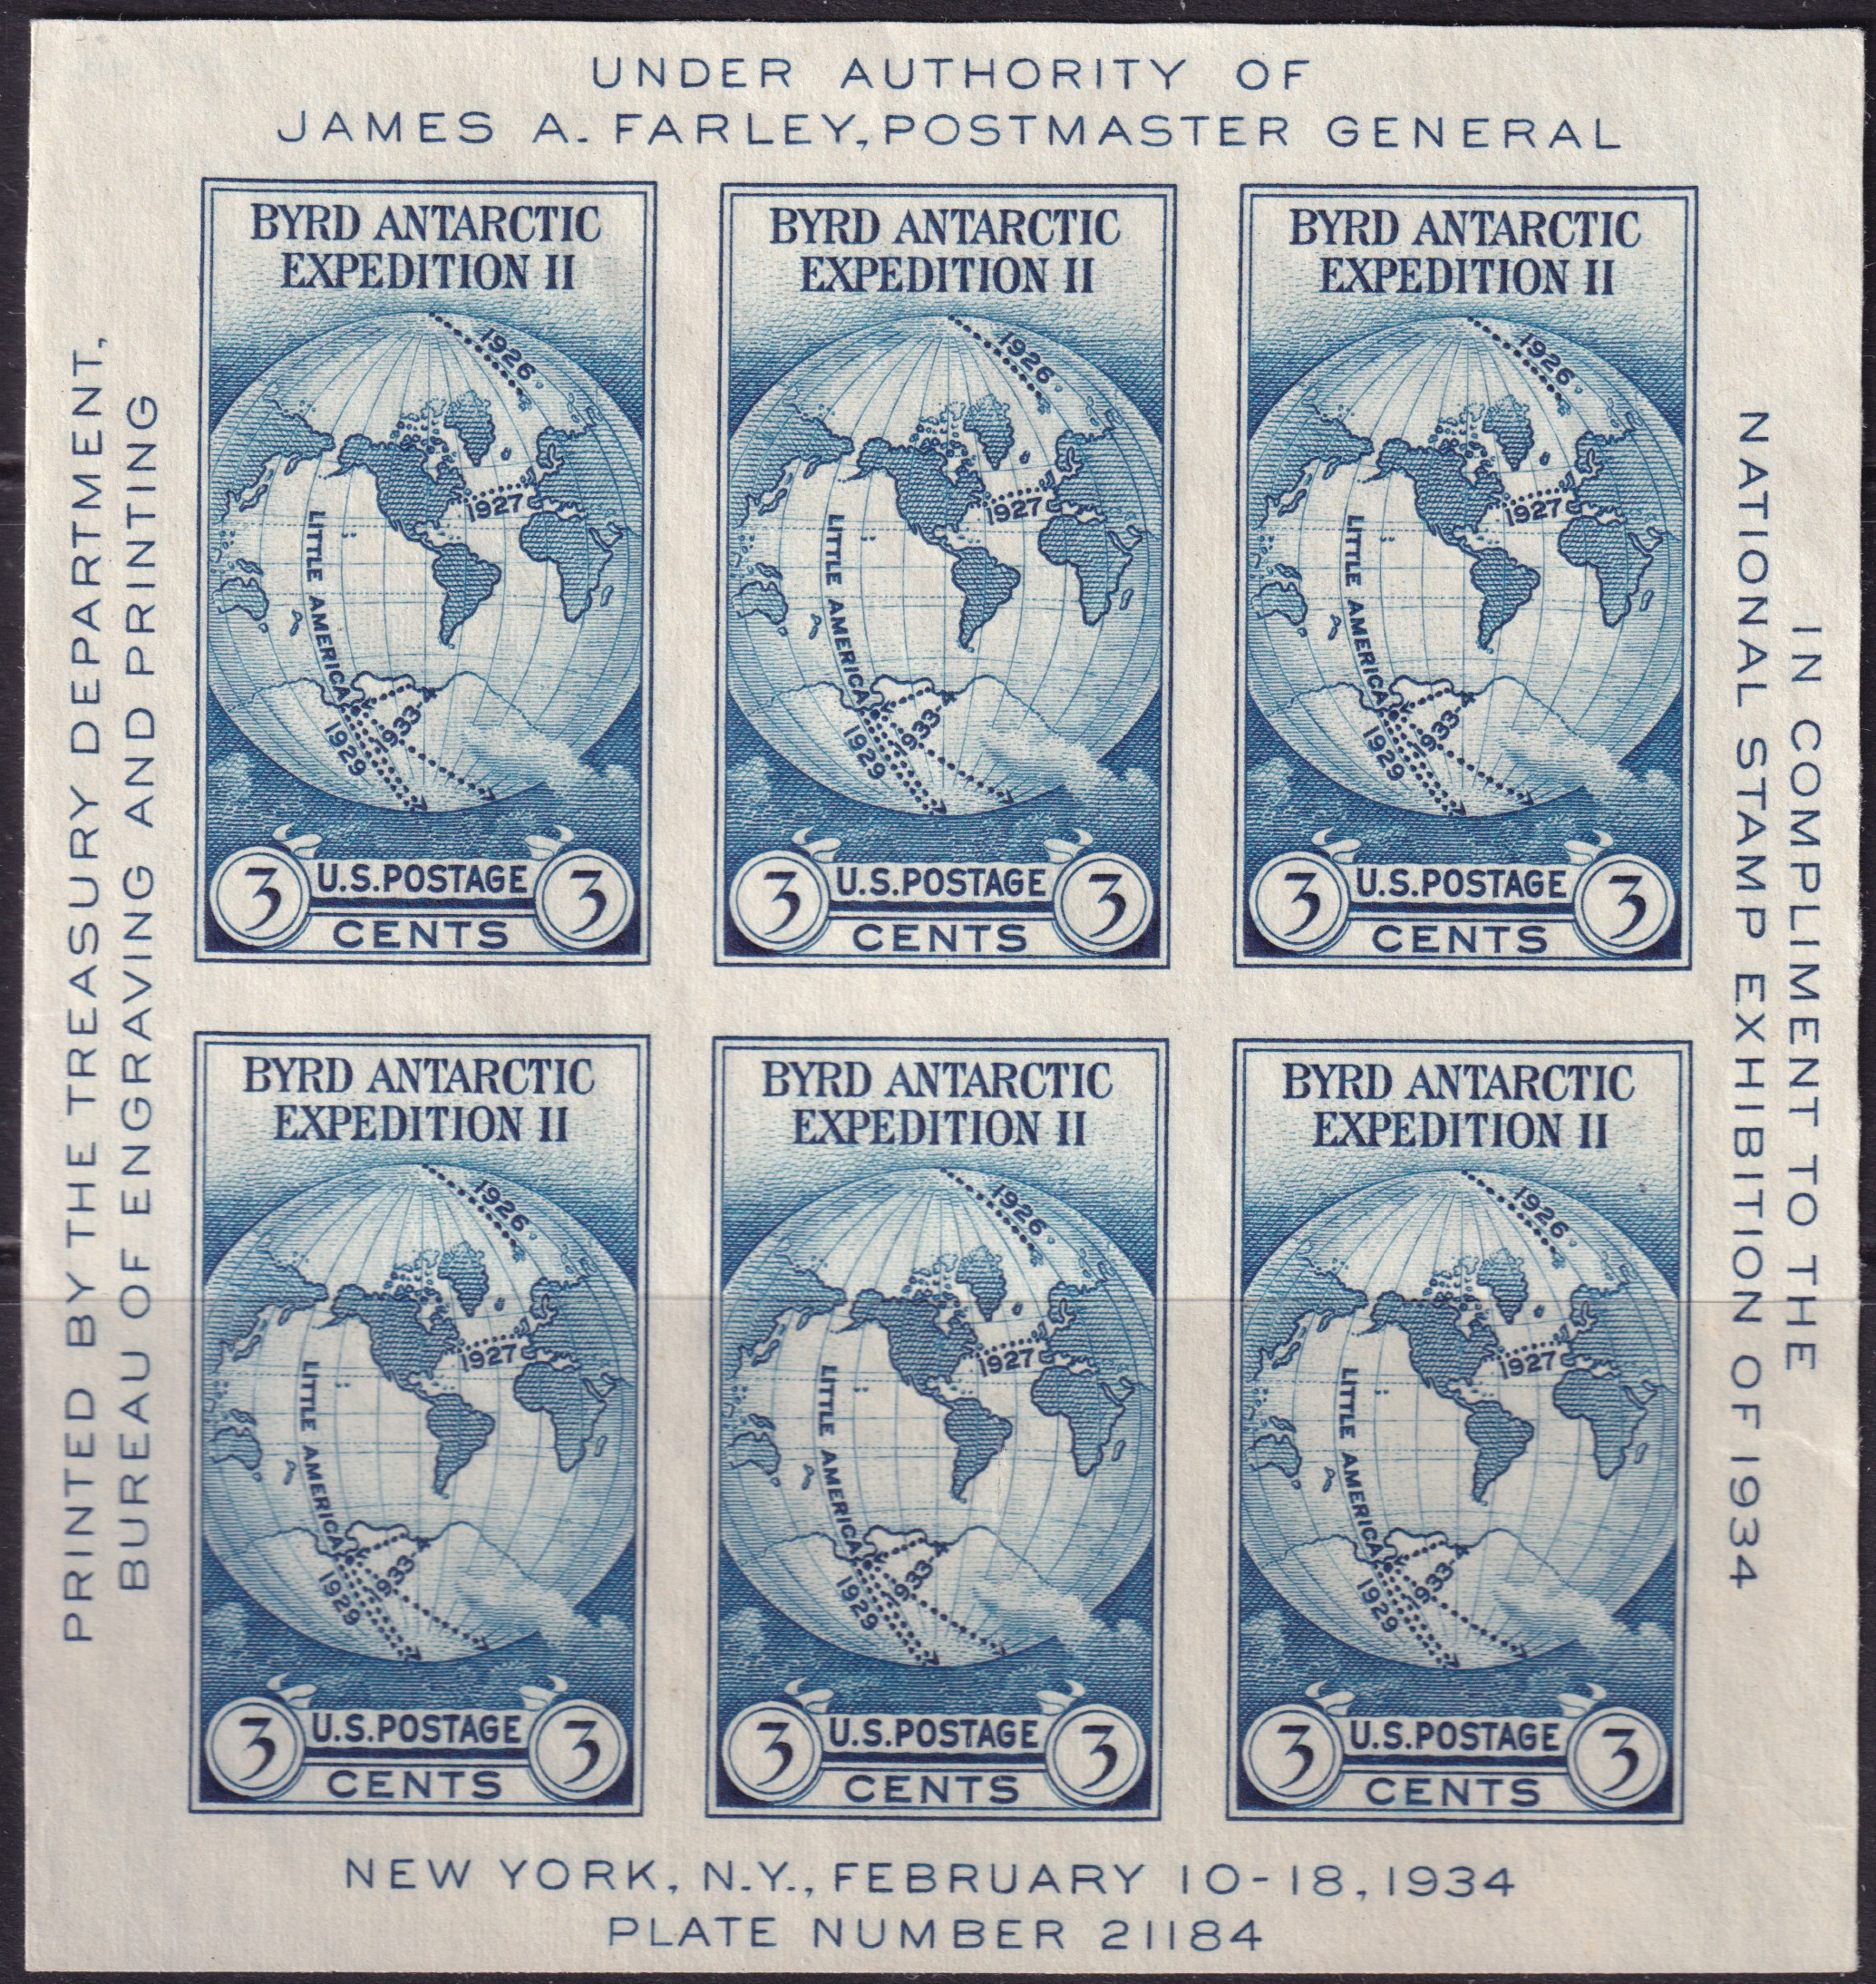 UNDER AUTHORITY OF
JAMES A. FARLEY, POSTMASTER GENERAL
PRINTED BY THE TREASURY DEPARTMENT,
BUREAU OF ENGRAVING AND PRINTING
BYRD ANTARCTIC
EXPEDITION II
1926
1927
LITTLE AMERICA
1933
1929
3 U.S. POSTAGE 3
CENTS
BYRD ANTARCTIC
EXPEDITION II
1926
1927
LITTLE AMERICA
1933
1929
3 U.S. POSTAGE 3
CENTS
BYRD ANTARCTIC
EXPEDITION II
1926
1927
LITTLE AMERICA
1933
1929
3 U.S. POSTAGE 3
CENTS
BYRD ANTARCTIC
EXPEDITION II
1926
1927
LITTLE AMERICA
1933
1929
3 U.S. POSTAGE 3
CENTS
BYRD ANTARCTIC
EXPEDITION II
1926
1927
LITTLE AMERICA
1933
1929
3 U.S. POSTAGE 3
CENTS
BYRD ANTARCTIC
EXPEDITION II
1926
1927
LITTLE AMERICA
1933
1929
3 U.S. POSTAGE 3
CENTS
IN COMPLIMENT TO THE
NATIONAL STAMP EXHIBITION OF 1934
NEW YORK, N.Y., FEBRUARY 10-18, 1934
PLATE NUMBER 21184